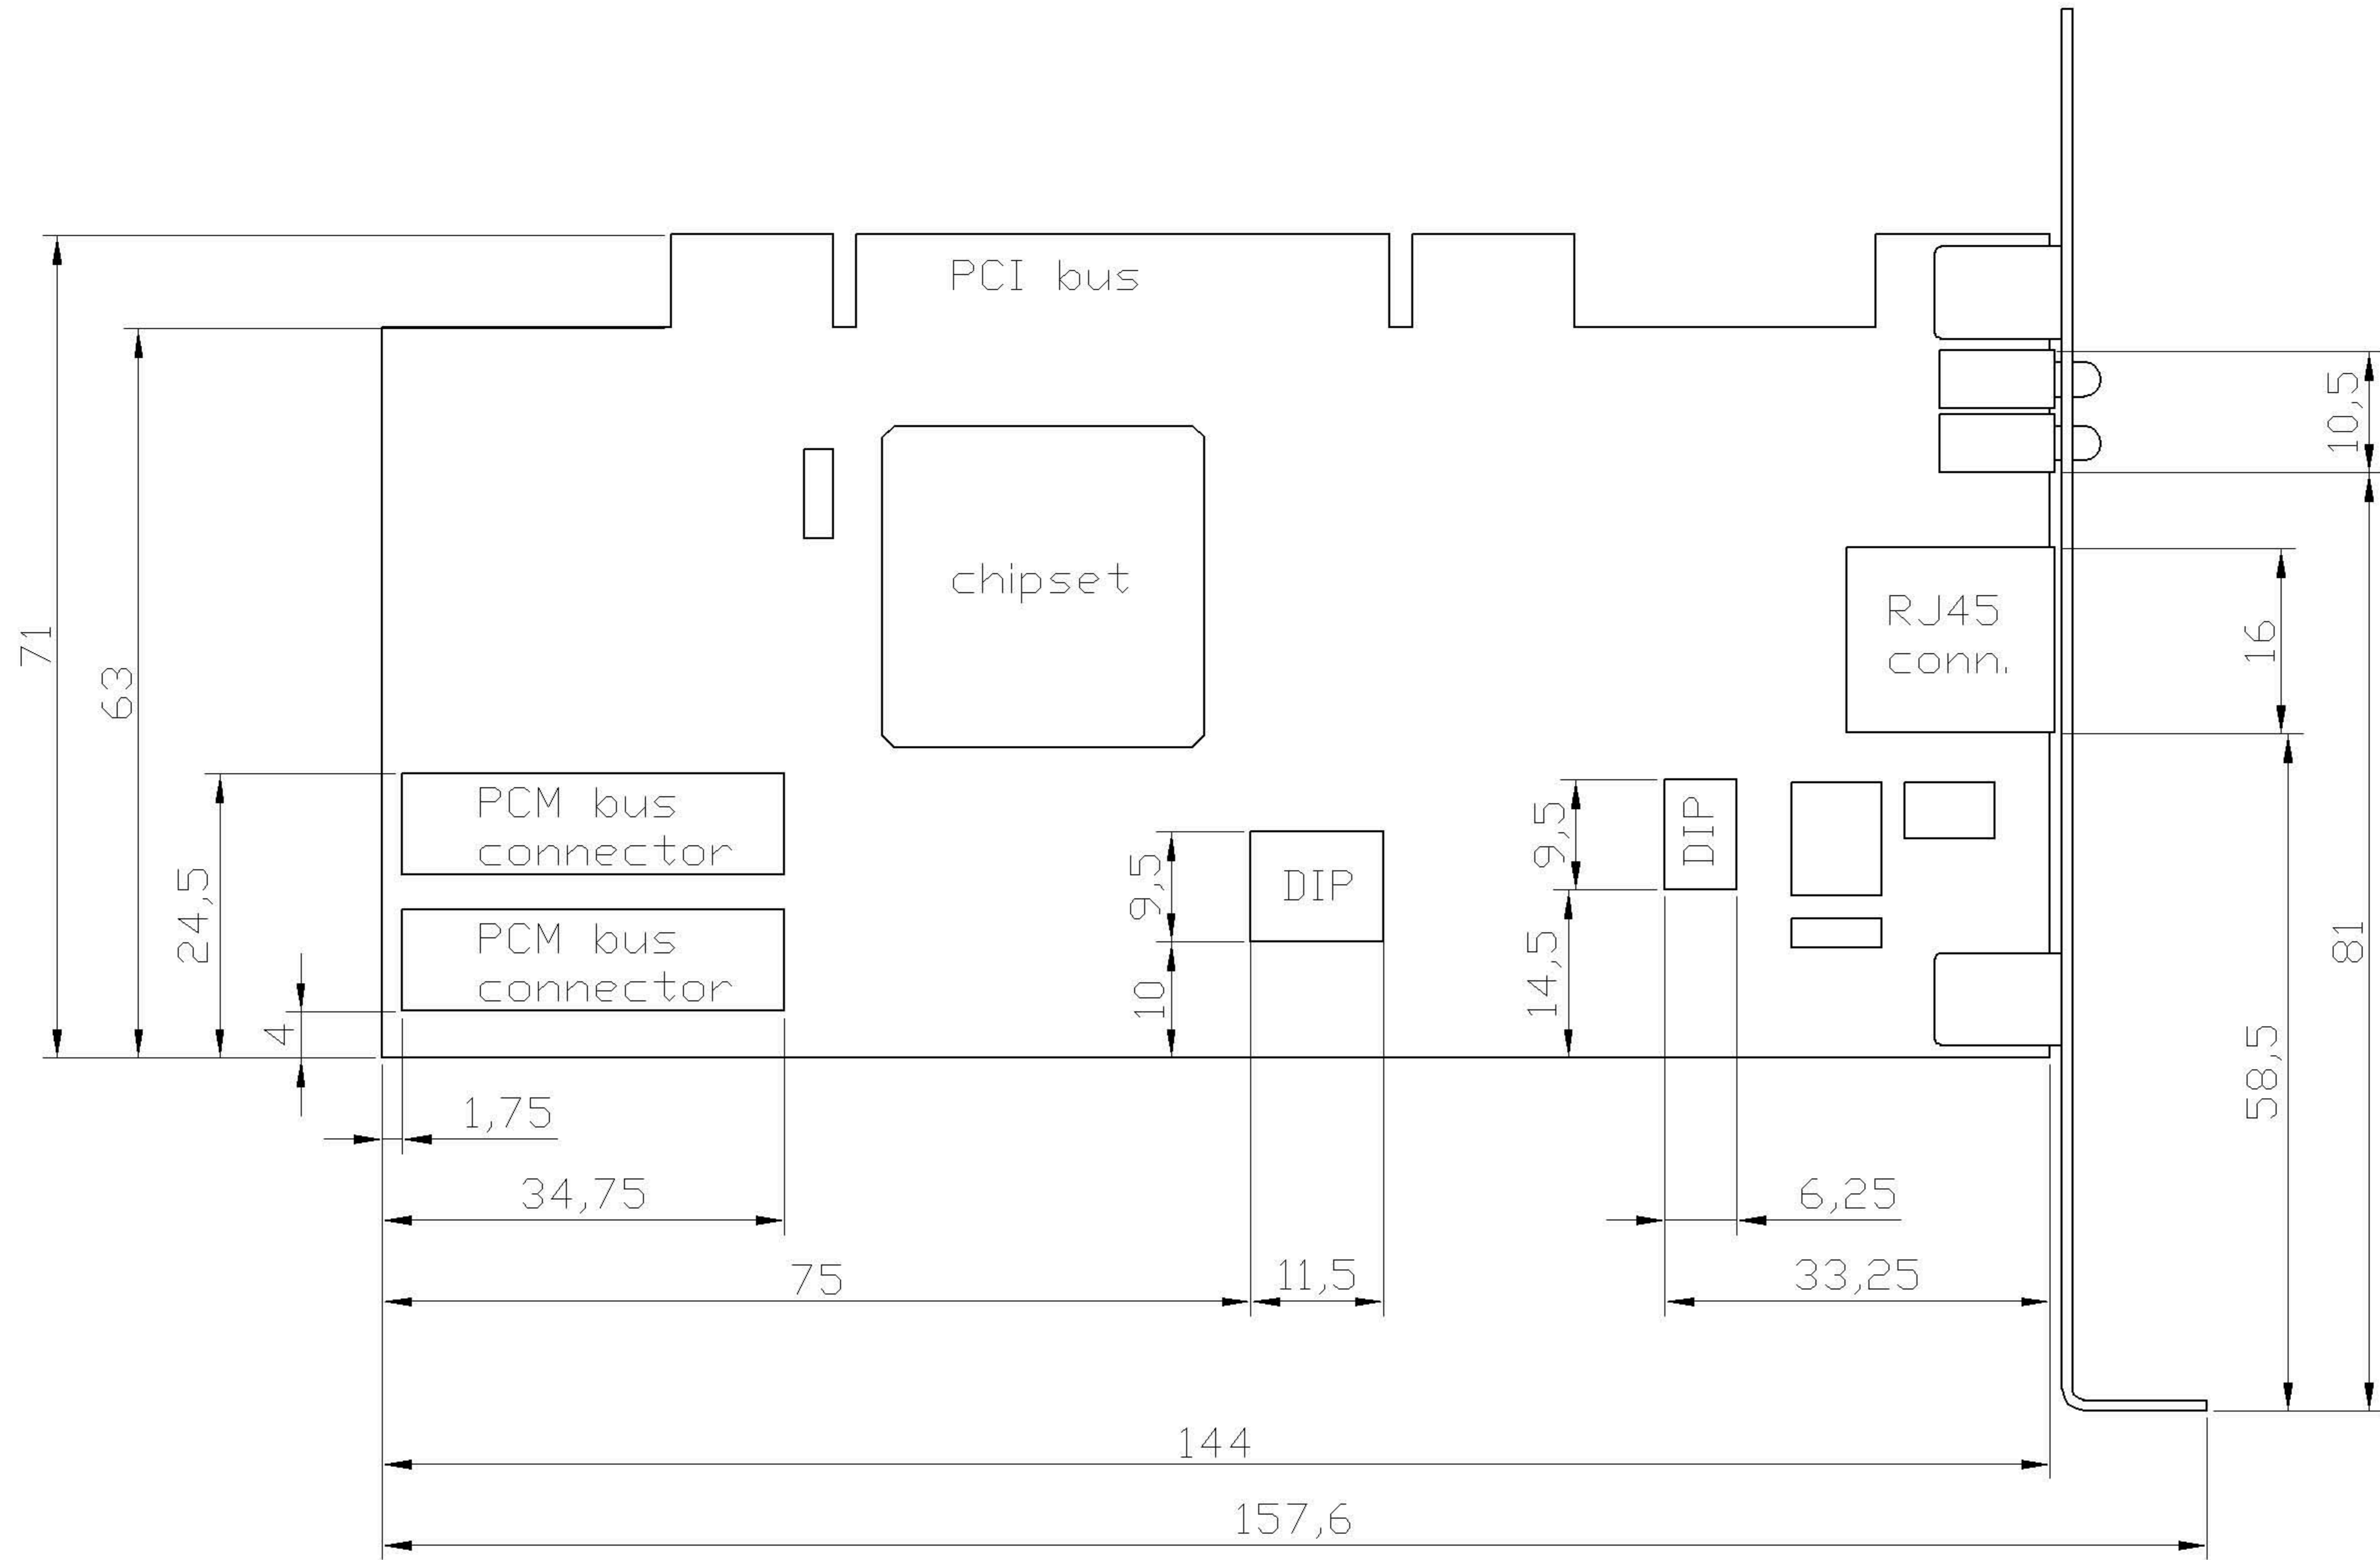 PCI bus
10,5
chipset
RJ45
conn.
71
63
16
PCM bus
connector
DIP
9,5
9,5
DIP
24,5
PCM bus
connector
10
14,5
81
4
58,5
1,75
34,75
6,25
75
11,5
33,25
144
157,6